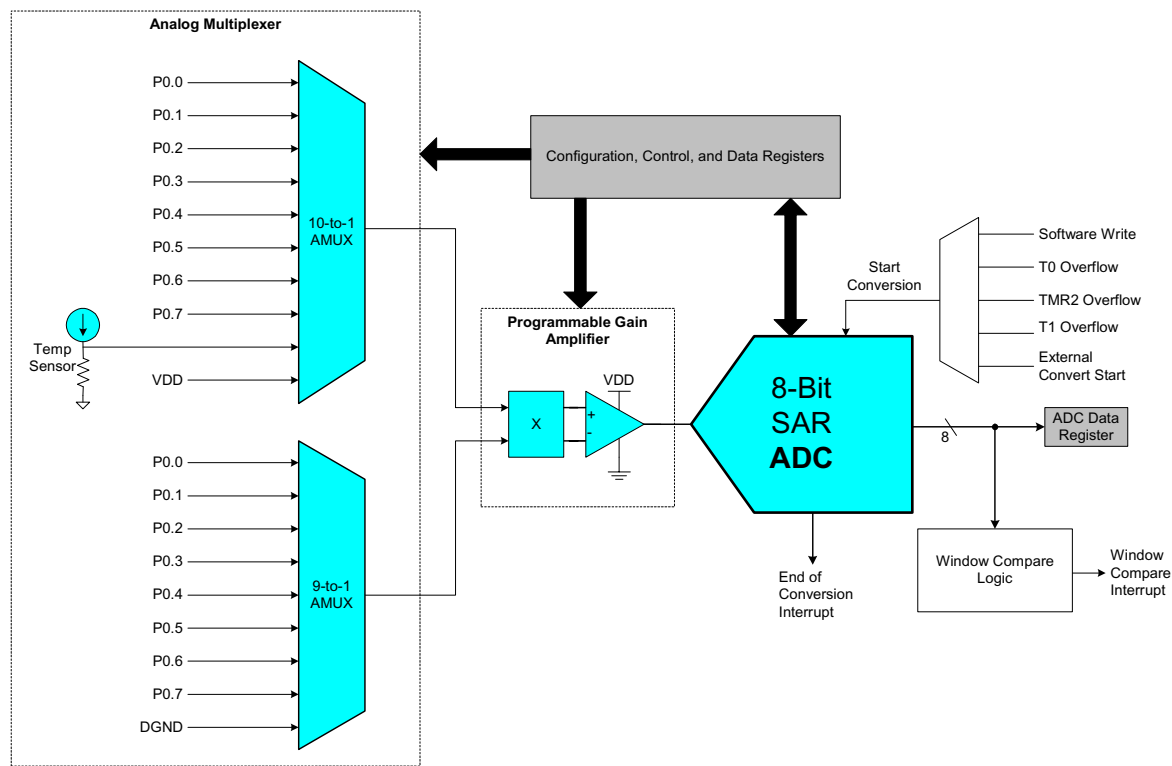 Analog Multiplexer
P0.0
P0.1
P0.2
P0.3
P0.4
P0.5
P0.6
P0.7
Temp
Sensor
VDD
10-to-1
AMUX
P0.0
P0.1
P0.2
P0.3
P0.4
P0.5
P0.6
P0.7
DGND
9-to-1
AMUX
Configuration, Control, and Data Registers
Programmable Gain
Amplifier
X
+
-
VDD
Start
Conversion
Software Write
T0 Overflow
TMR2 Overflow
T1 Overflow
External
Convert Start
8-Bit
SAR
ADC
8
ADC Data
Register
End of
Conversion
Interrupt
Window Compare
Logic
Window
Compare
Interrupt